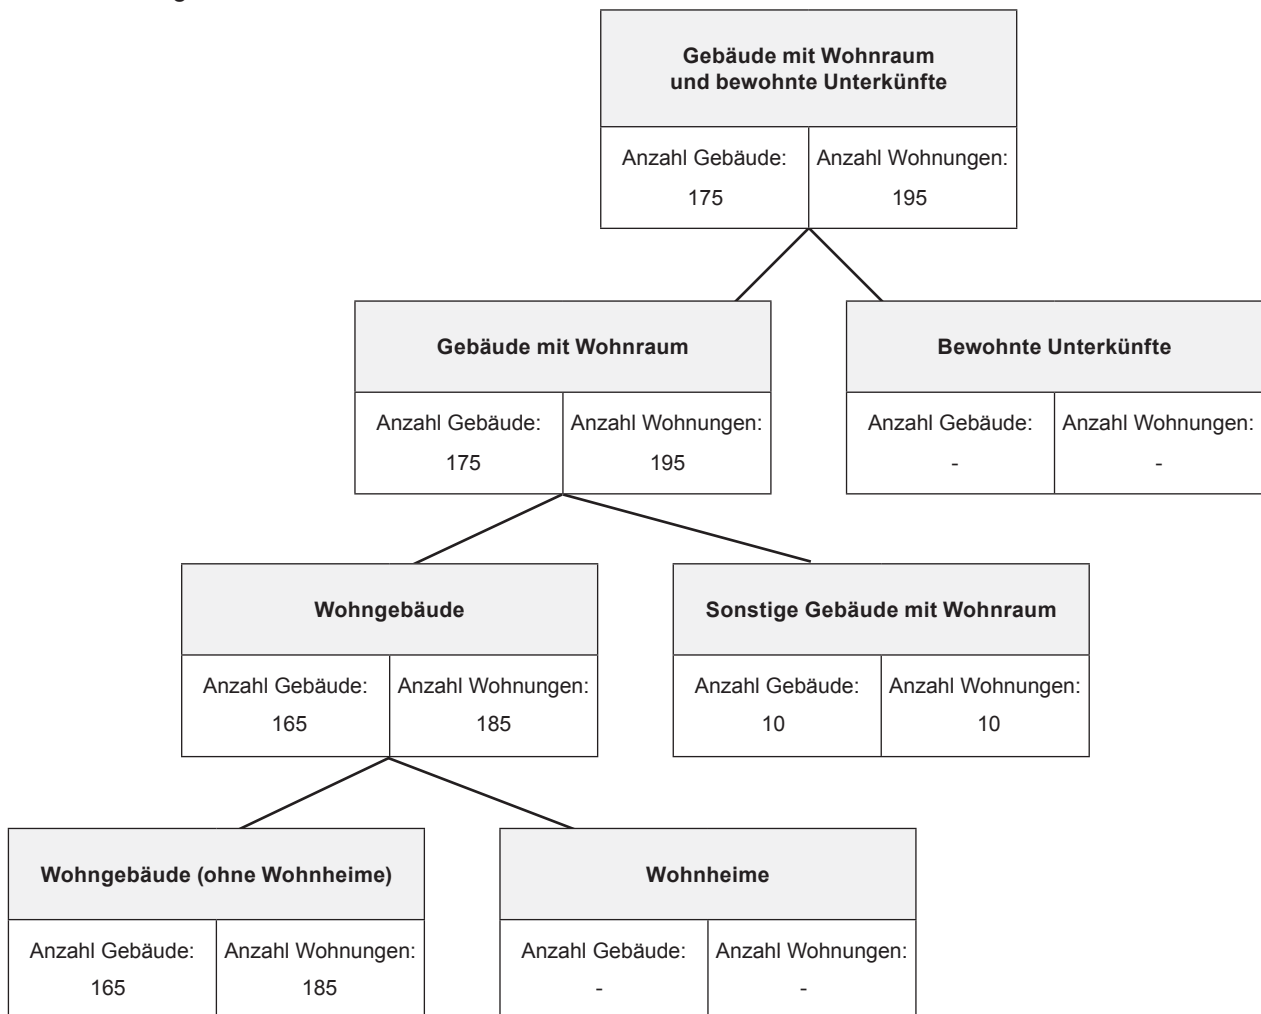 Gebäude mit Wohnraum
und bewohnte Unterkünfte
Anzahl Gebäude: Anzahl Wohnungen:
175 195
Gebäude mit Wohnraum
Bewohnte Unterkünfte
Anzahl Gebäude: Anzahl Wohnungen:
175 195
Anzahl Gebäude: Anzahl Wohnungen:
- -
Wohngebäude
Sonstige Gebäude mit Wohnraum
Anzahl Gebäude: Anzahl Wohnungen:
165 185
Anzahl Gebäude: Anzahl Wohnungen:
10 10
Wohngebäude (ohne Wohnheime)
Wohnheime
Anzahl Gebäude: Anzahl Wohnungen:
165 185
Anzahl Gebäude: Anzahl Wohnungen:
- -